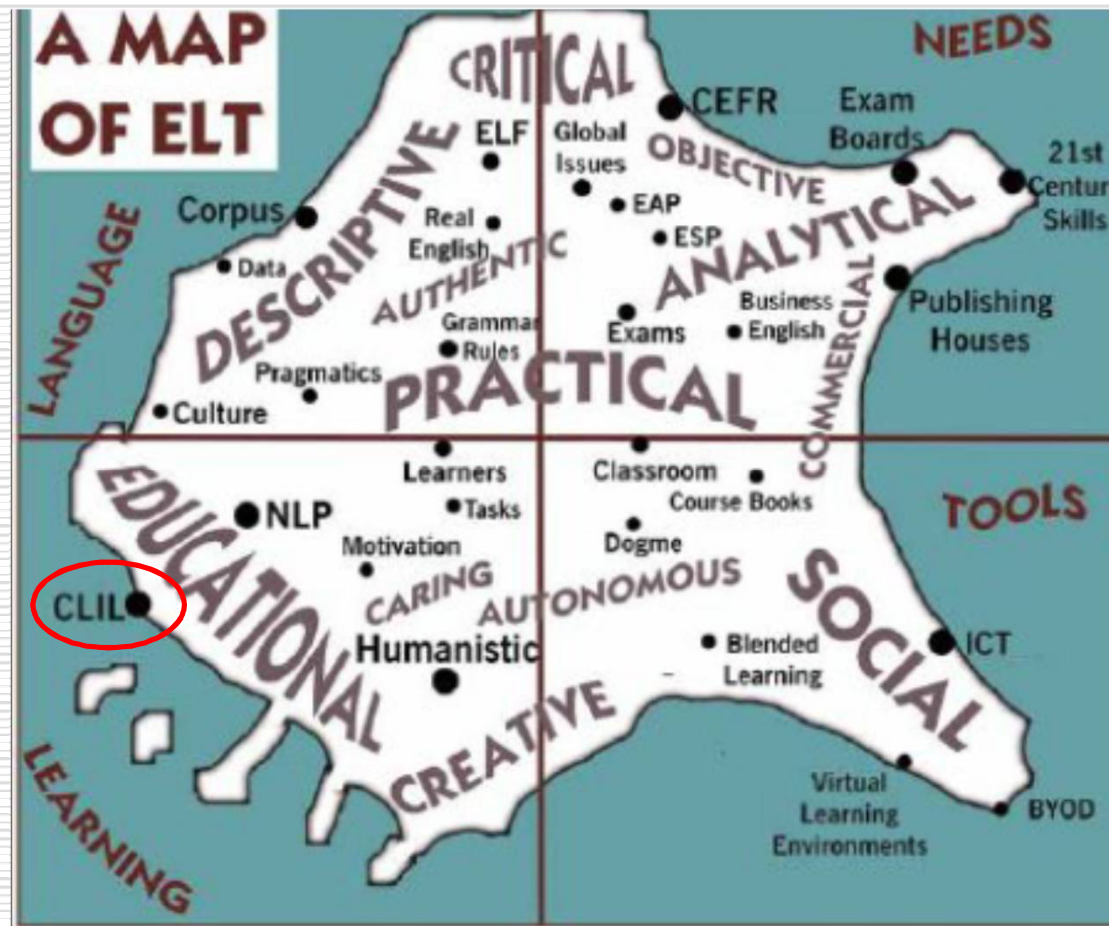 A MAP
OF ELT
NEEDS
CRITICAL
CEFR
Exam
Boards
ELF
Global
Issues
OBJECTIVE
21st
Centur
Skills
DESCRIPTIVE
Corpus
Real
English
EAP
ESP
ANALYTICAL
LANGUAGE
Data
AUTHENTIC
Grammar
Rules
Exams
Business
English
COMMERCIAL
Publishing
Houses
Pragmatics
PRACTICAL
Culture
Learners
Classroom
EDUCATIONAL
NLP
Tasks
Course Books
TOOLS
Motivation
Dogme
CARING
AUTONOMOUS
SOCIAL
CLIL
Humanistic
Blended
Learning
ICT
CREATIVE
LEARNING
Virtual
Learning
Environments
BYOD